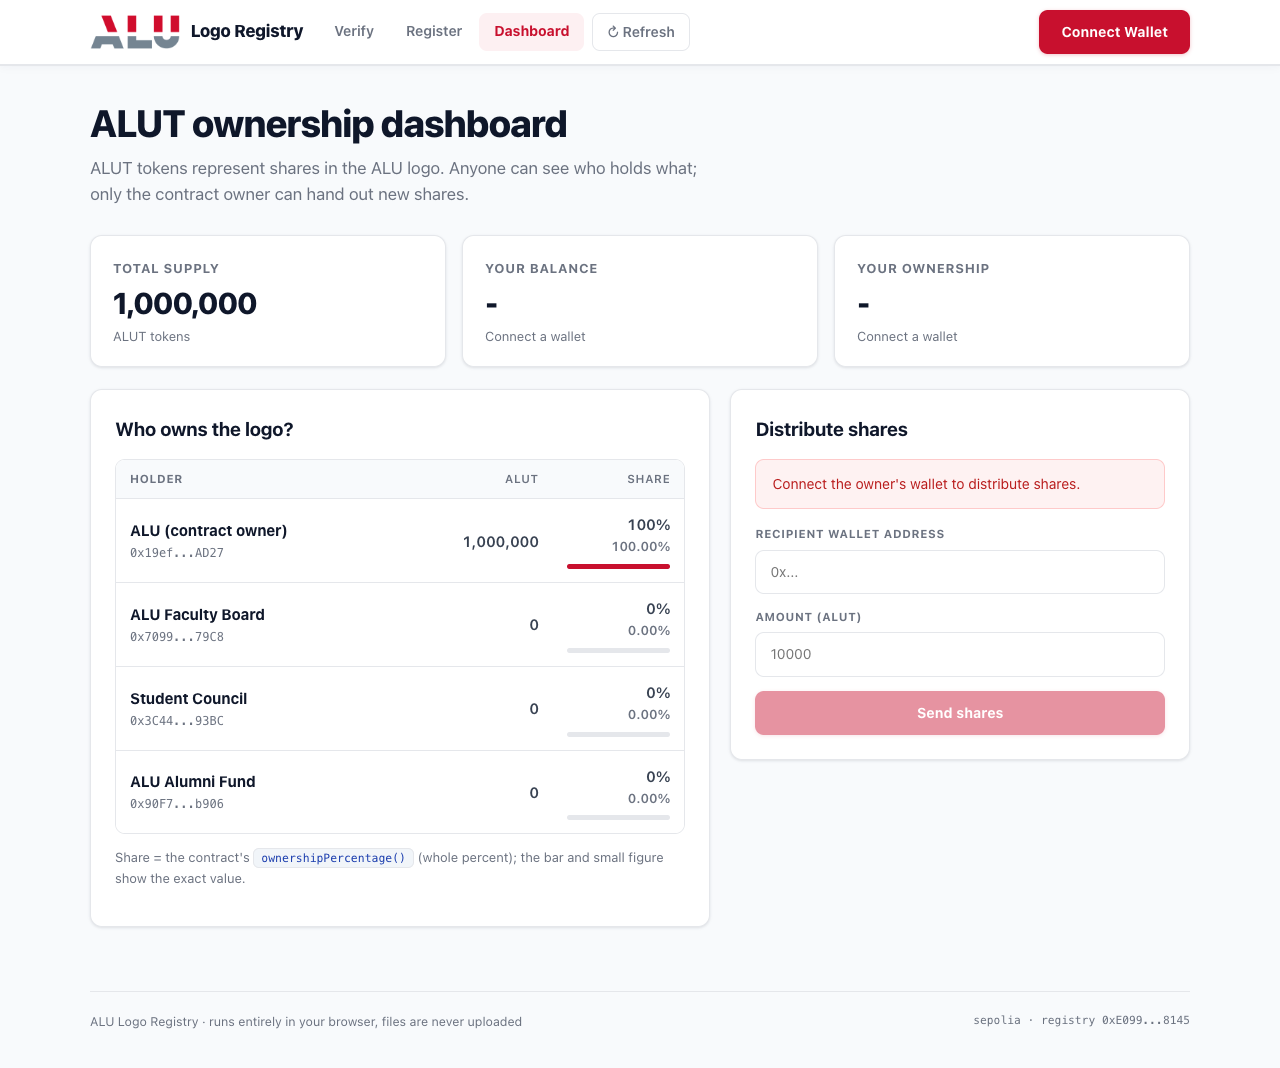 ALU Logo Registry Verify Register Dashboard ↻ Refresh Connect Wallet
ALUT ownership dashboard
ALUT tokens represent shares in the ALU logo. Anyone can see who holds what;
only the contract owner can hand out new shares.
TOTAL SUPPLY
1,000,000
ALUT tokens
YOUR BALANCE
-
Connect a wallet
YOUR OWNERSHIP
-
Connect a wallet
Who owns the logo?
HOLDER ALUT SHARE
ALU (contract owner)
0x19ef...AD27
1,000,000
100%
100.00%
ALU Faculty Board
0x7099...79C8
0
0%
0.00%
Student Council
0x3C44...93BC
0
0%
0.00%
ALU Alumni Fund
0x90F7...b906
0
0%
0.00%
Share = the contract's ownershipPercentage() (whole percent); the bar and small figure
show the exact value.
Distribute shares
Connect the owner's wallet to distribute shares.
RECIPIENT WALLET ADDRESS
0x...
AMOUNT (ALUT)
10000
Send shares
ALU Logo Registry · runs entirely in your browser, files are never uploaded
sepolia · registry 0xE099...8145